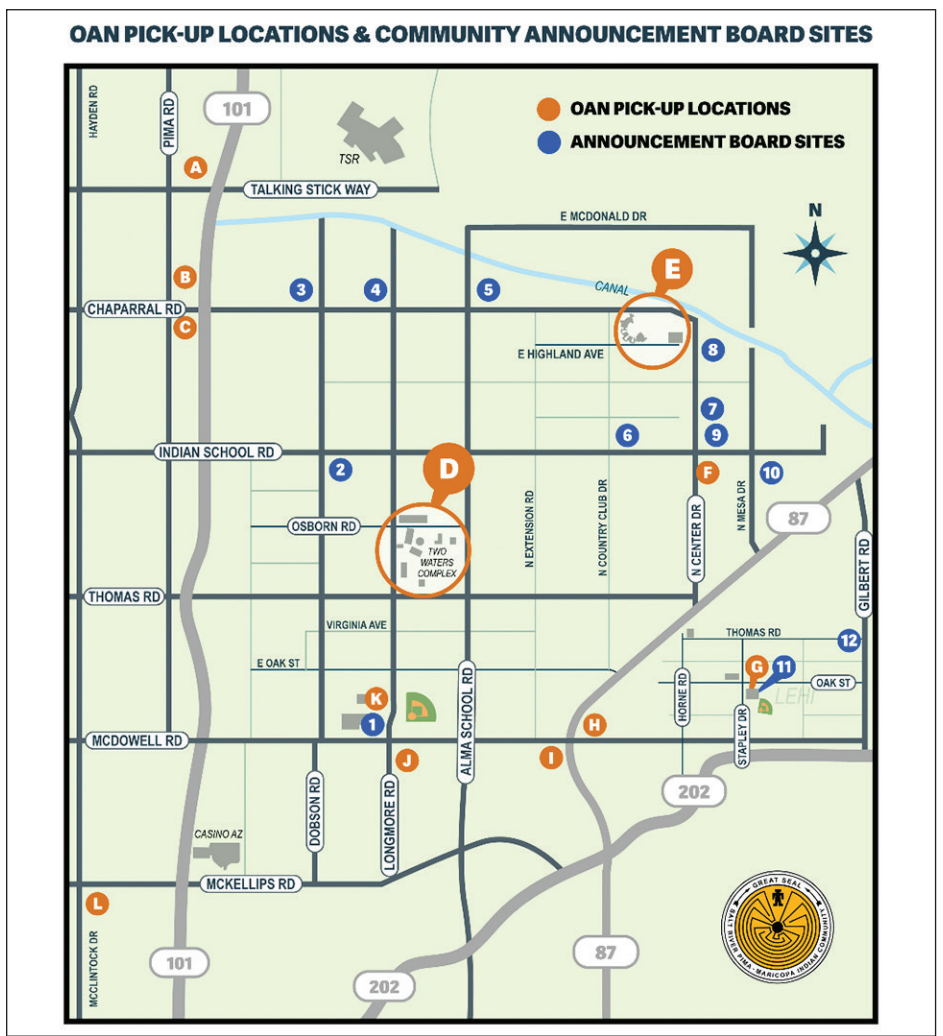 OAN PICK-UP LOCATIONS & COMMUNITY ANNOUNCEMENT BOARD SITES
HAYDEN RD
PIMA RD
101
OAN PICK-UP LOCATIONS
ANNOUNCEMENT BOARD SITES
TSR
A
TALKING STICK WAY
E MCDONALD DR
N
B
3
4
5
CANAL
E
CHAPARRAL RD
C
E HIGHLAND AVE
8
7
6
9
INDIAN SCHOOL RD
2
D
F
10
OSBORN RD
TWO
WATERS
COMPLEX
N EXTENSION RD
N COUNTRY CLUB DR
N CENTER DR
N MESA DR
87
GILBERT RD
THOMAS RD
VIRGINIA AVE
THOMAS RD
12
E OAK ST
G
11
OAK ST
LEHI
HORNE RD
STAPLEY DR
K
1
ALMA SCHOOL RD
H
MCDOWELL RD
J
I
DOBSON RD
LONGMORE RD
202
CASINO AZ
MCKELLIPS RD
L
MCCLINTOCK DR
101
202
87
GREAT SEAL
SALT RIVER PIMA - MARICOPA INDIAN COMMUNITY